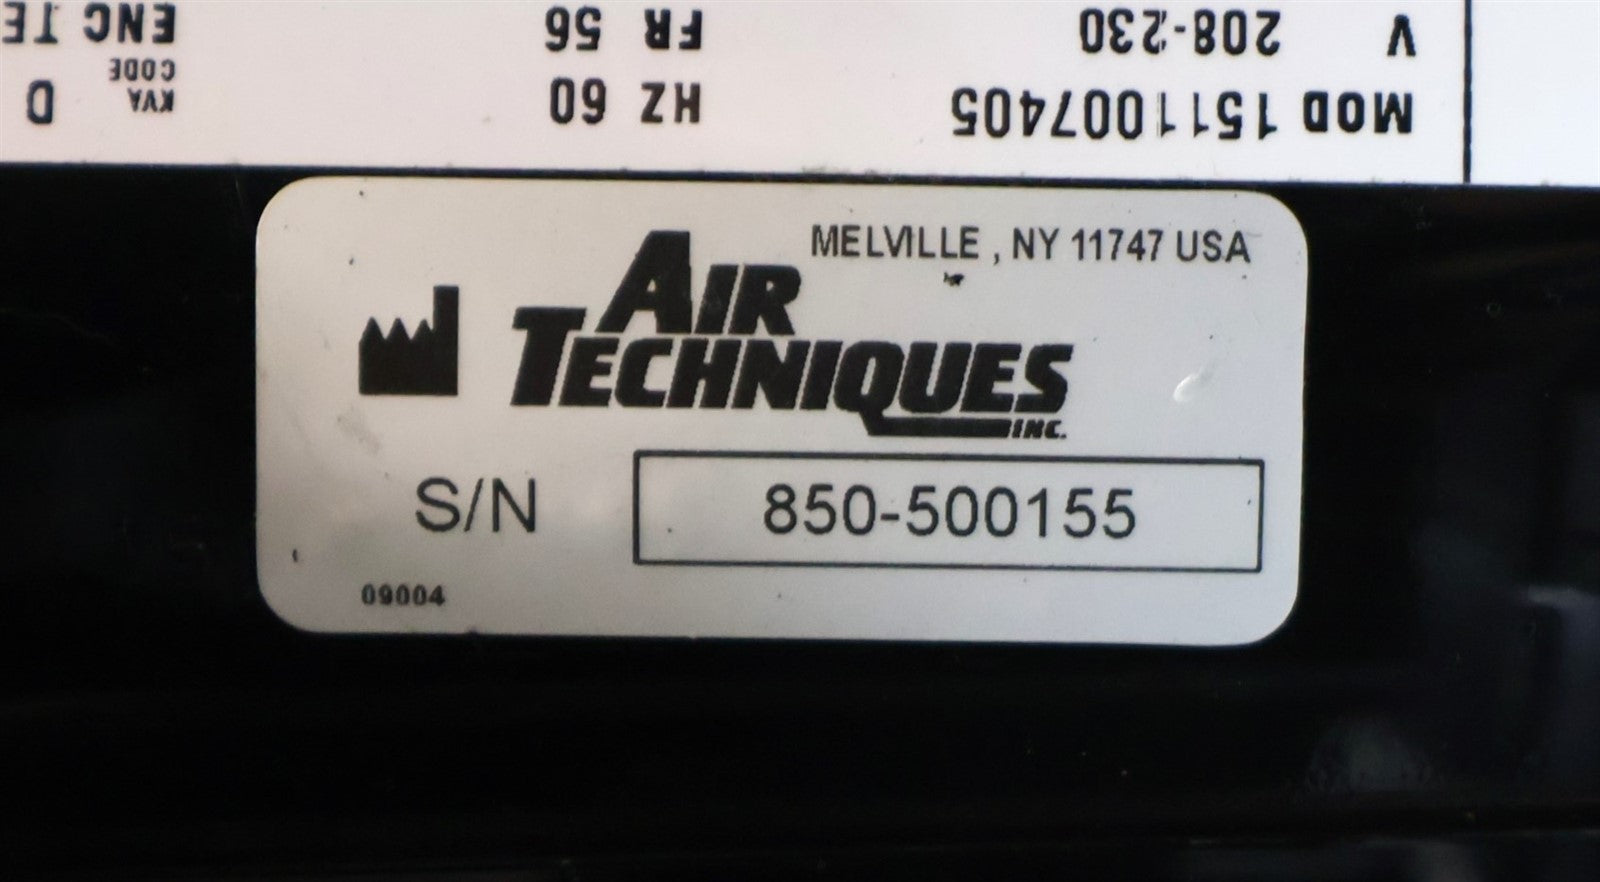 MOD 1511007405 HZ 60 KVA CODE D
V 208-230 FR 56 ENC TE
MELVILLE , NY 11747 USA
AIR
TECHNIQUES
INC.
S/N 850-500155
09004